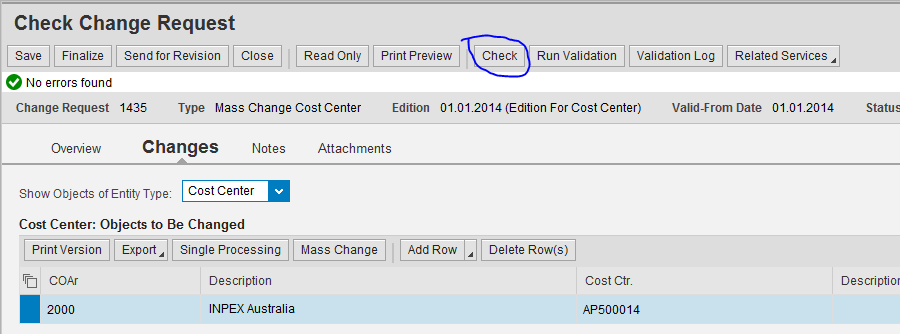 Check Change Request
Save Finalize Send for Revision Close Read Only Print Preview Check Run Validation Validation Log Related Services
No errors found
Change Request 1435 Type Mass Change Cost Center Edition 01.01.2014 (Edition For Cost Center) Valid-From Date 01.01.2014 Status
Overview Changes Notes Attachments
Show Objects of Entity Type: Cost Center
Cost Center: Objects to Be Changed
Print Version Export Single Processing Mass Change Add Row Delete Row(s)
COAr Description Cost Ctr. Description
2000 INPEX Australia AP500014